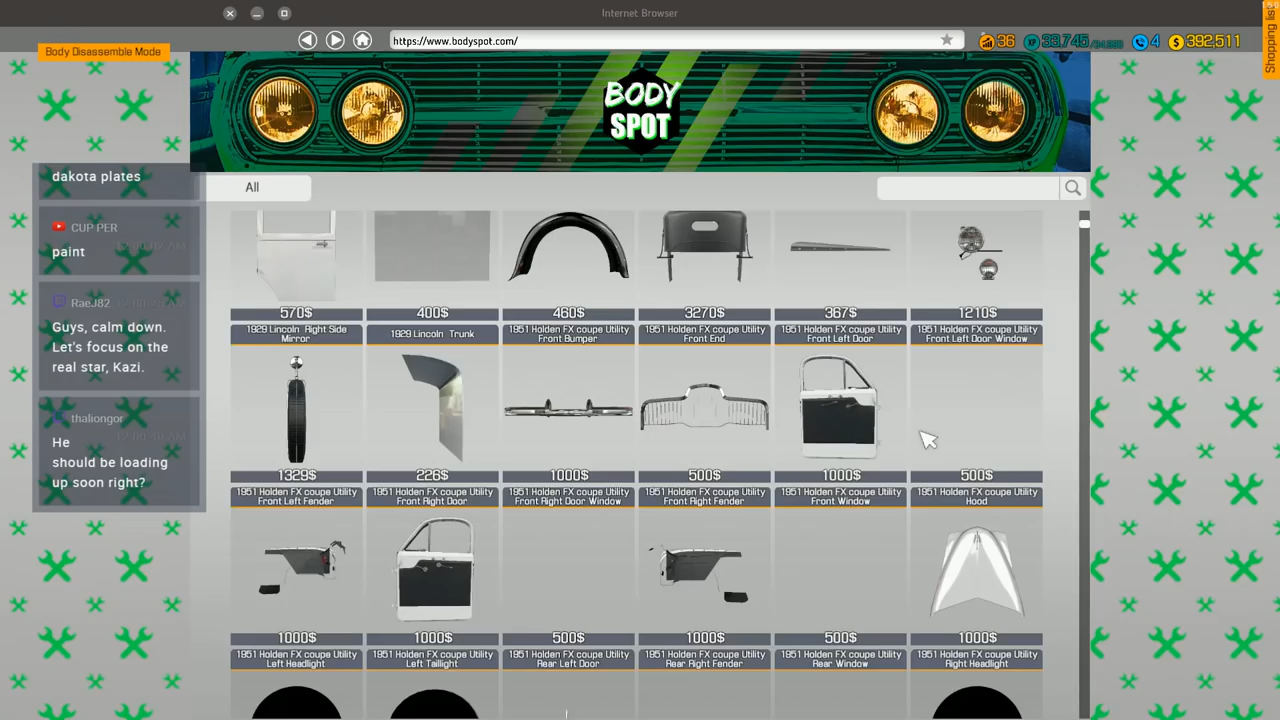 Internet Browser
https://www.bodyspot.com/
Body Disassemble Mode
36
33,745
4
392,511
Shopping list
BODY
SPOT
All
dakota plates
CUP PER
paint
RaeJ82
Guys, calm down.
Let's focus on the
real star, Kazi.
thaliongor
He
should be loading
up soon right?
570$
400$
460$
3270$
367$
1210$
1929 Lincoln Right Side
Mirror
1929 Lincoln Trunk
1951 Holden FX coupe Utility
Front Bumper
1951 Holden FX coupe Utility
Front End
1951 Holden FX coupe Utility
Front Left Door
1951 Holden FX coupe Utility
Front Left Door Window
1329$
226$
1000$
500$
1000$
500$
1951 Holden FX coupe Utility
Front Left Fender
1951 Holden FX coupe Utility
Front Right Door
1951 Holden FX coupe Utility
Front Right Door Window
1951 Holden FX coupe Utility
Front Right Fender
1951 Holden FX coupe Utility
Front Window
1951 Holden FX coupe Utility
Hood
1000$
1000$
500$
1000$
500$
1000$
1951 Holden FX coupe Utility
Left Headlight
1951 Holden FX coupe Utility
Left Taillight
1951 Holden FX coupe Utility
Rear Left Door
1951 Holden FX coupe Utility
Rear Right Fender
1951 Holden FX coupe Utility
Rear Window
1951 Holden FX coupe Utility
Right Headlight